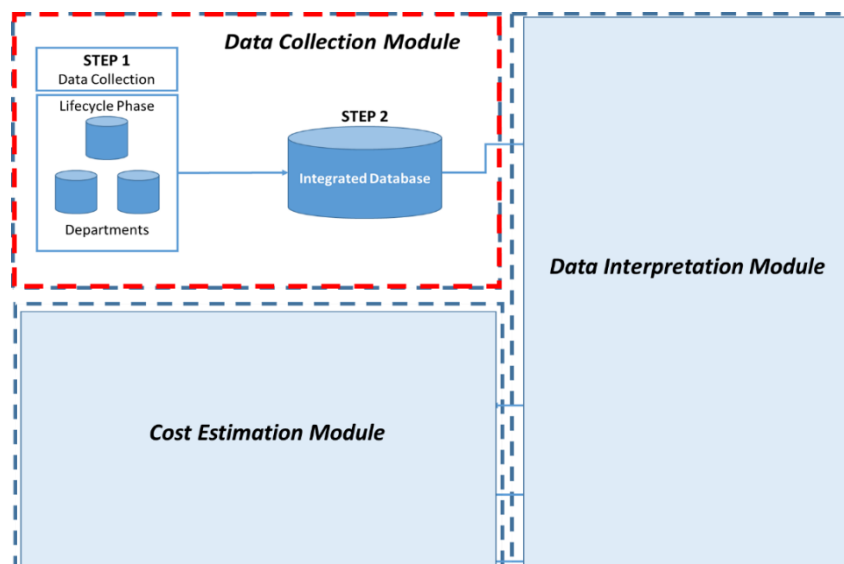 Data Collection Module
STEP 1
Data Collection
Lifecycle Phase
Departments
STEP 2
Integrated Database
Data Interpretation Module
Cost Estimation Module